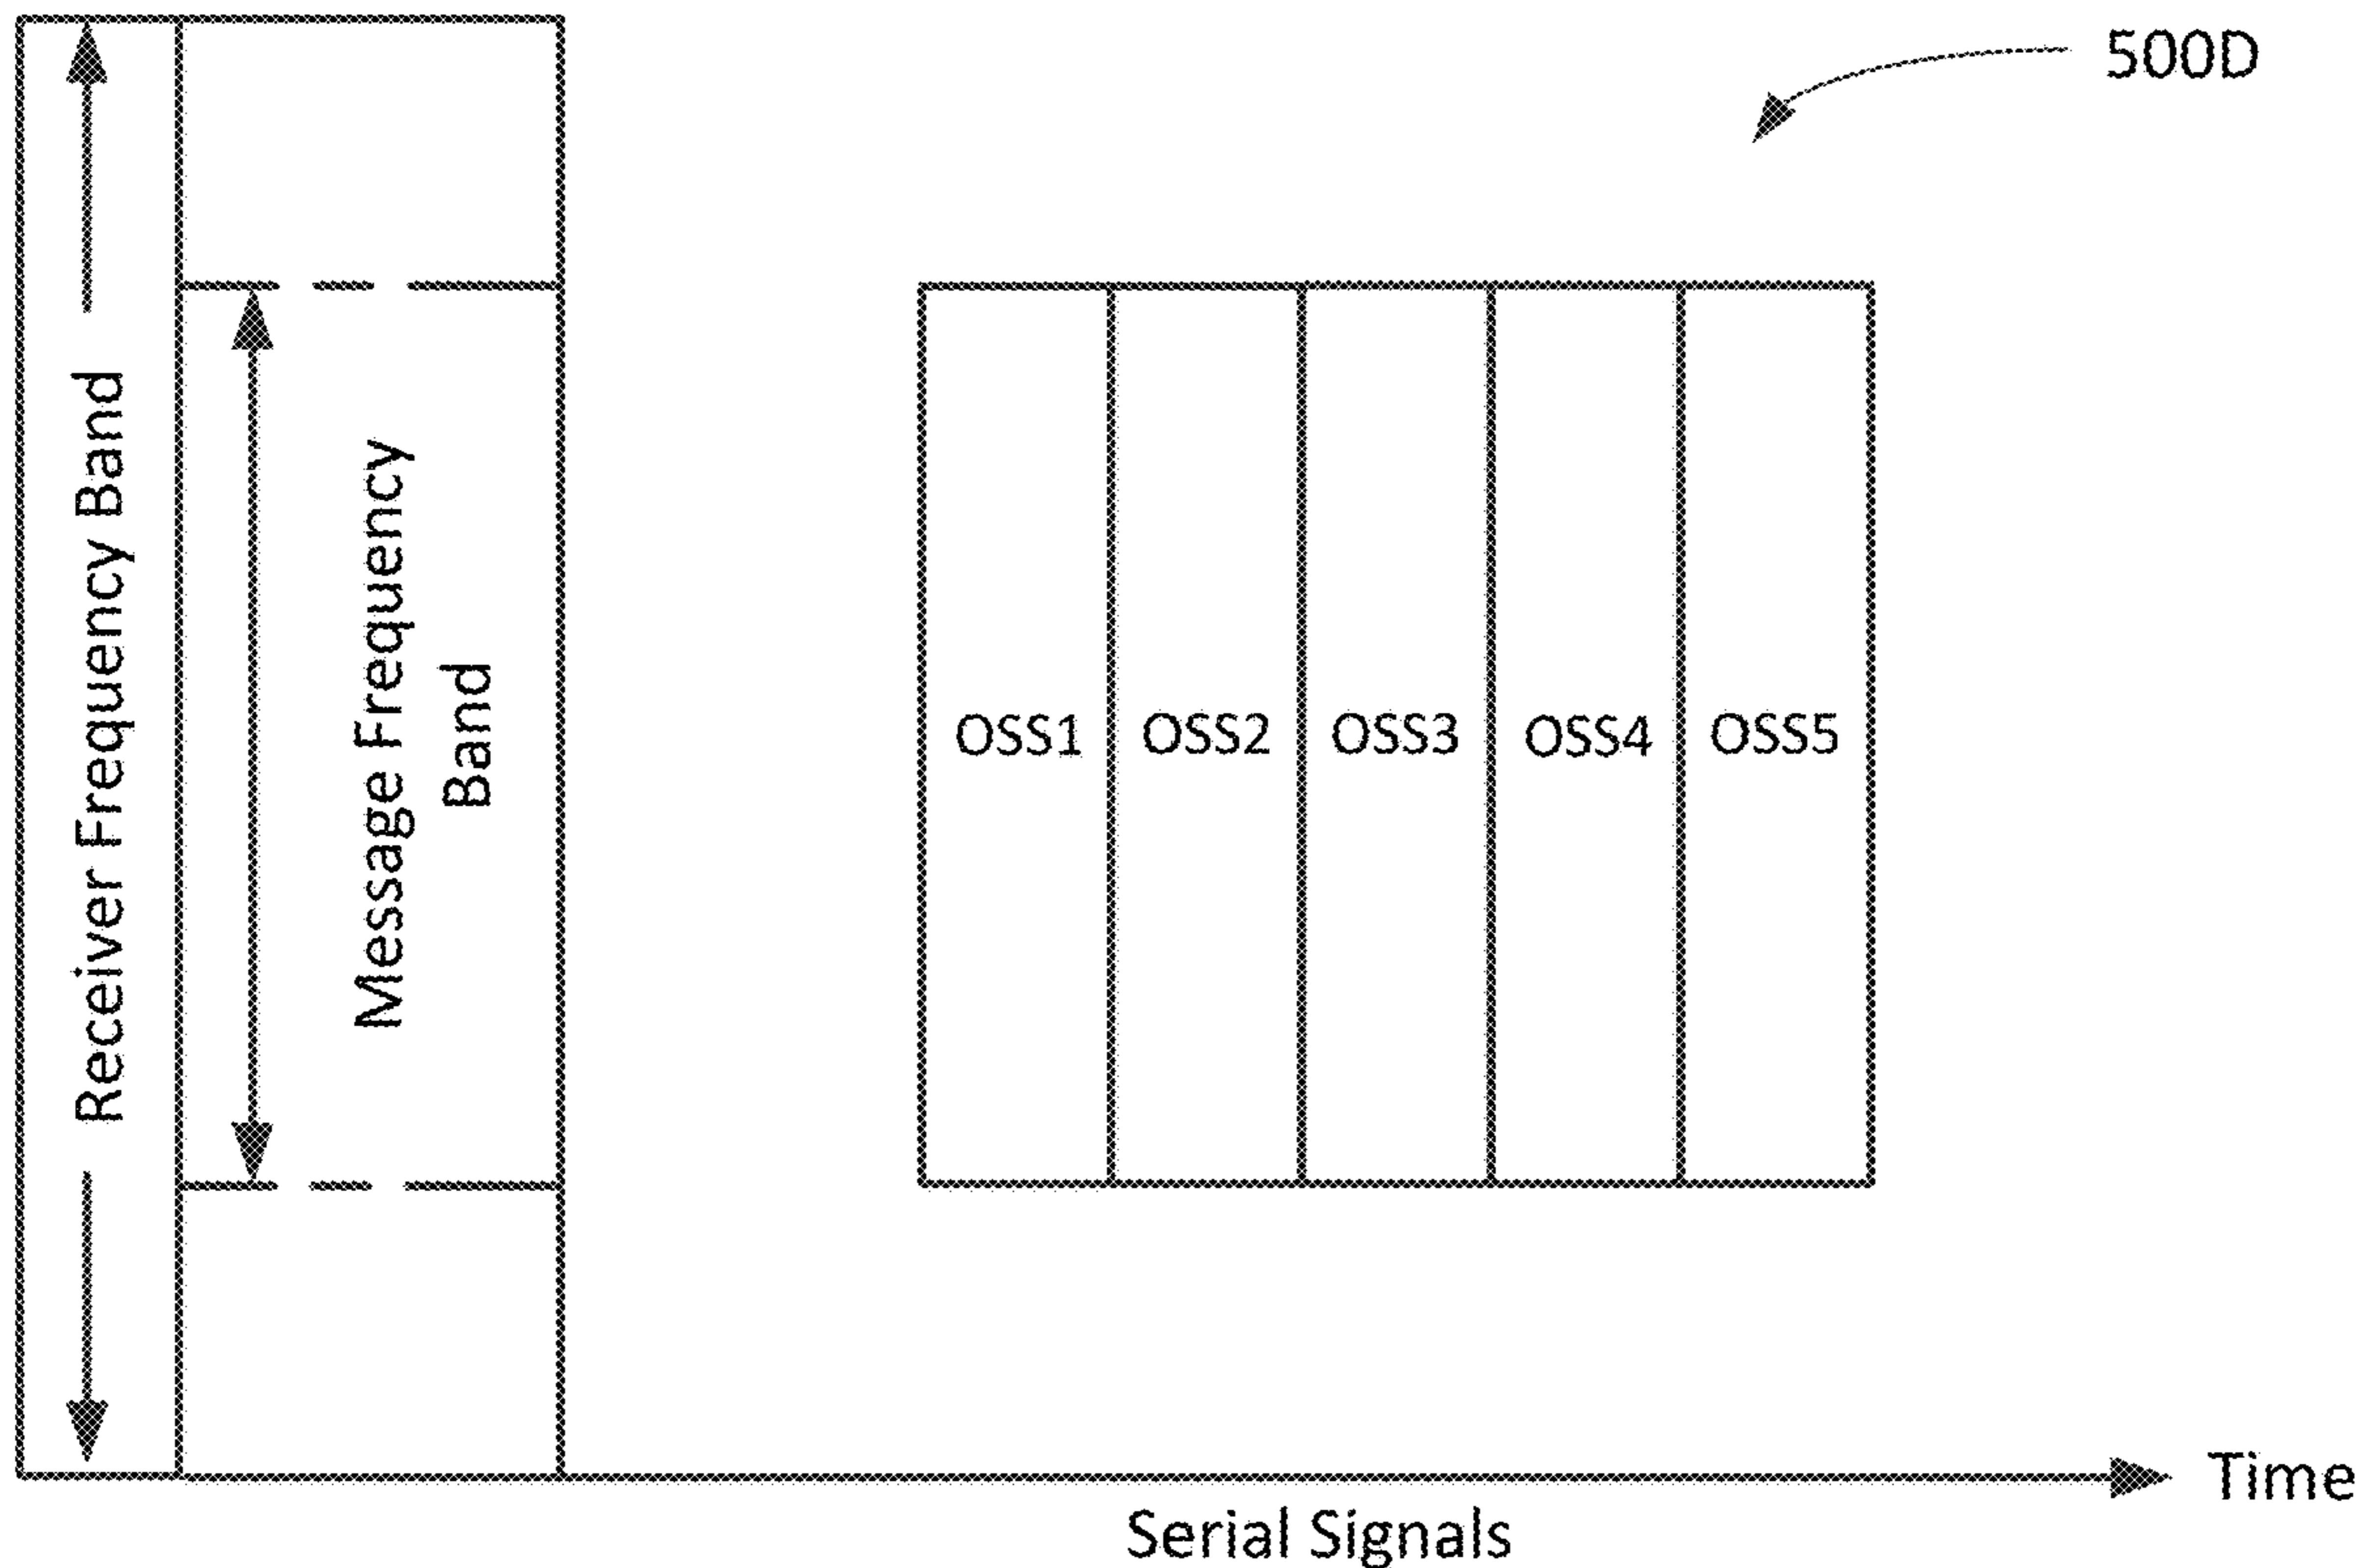 500D
Receiver Frequency Band
Message Frequency
Band
OSS1
OSS2
OSS3
OSS4
OSS5
Time
Serial Signals